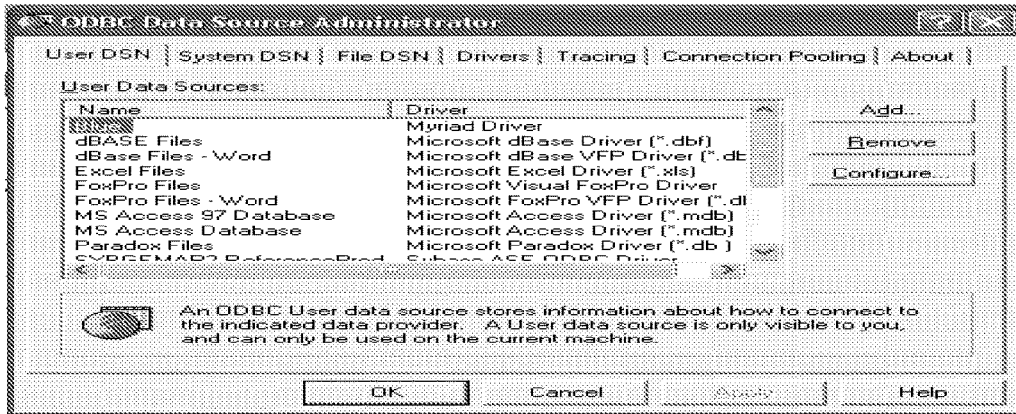 ODBC Data Source Administrator
User DSN System DSN File DSN Drivers Tracing Connection Pooling About
User Data Sources:
Name Driver
Myriad Driver
dBASE Files Microsoft dBase Driver (*.dbf)
dBase Files - Word Microsoft dBase VFP Driver (*.db
Excel Files Microsoft Excel Driver (*.xls)
FoxPro Files Microsoft Visual FoxPro Driver
FoxPro Files - Word Microsoft FoxPro VFP Driver (*.d
MS Access 97 Database Microsoft Access Driver (*.mdb)
MS Access Database Microsoft Access Driver (*.mdb)
Paradox Files Microsoft Paradox Driver (*.db )
Sybase ASE ODBC Driver
Add...
Remove
Configure...
An ODBC User data source stores information about how to connect to
the indicated data provider. A User data source is only visible to you,
and can only be used on the current machine.
OK Cancel Apply Help